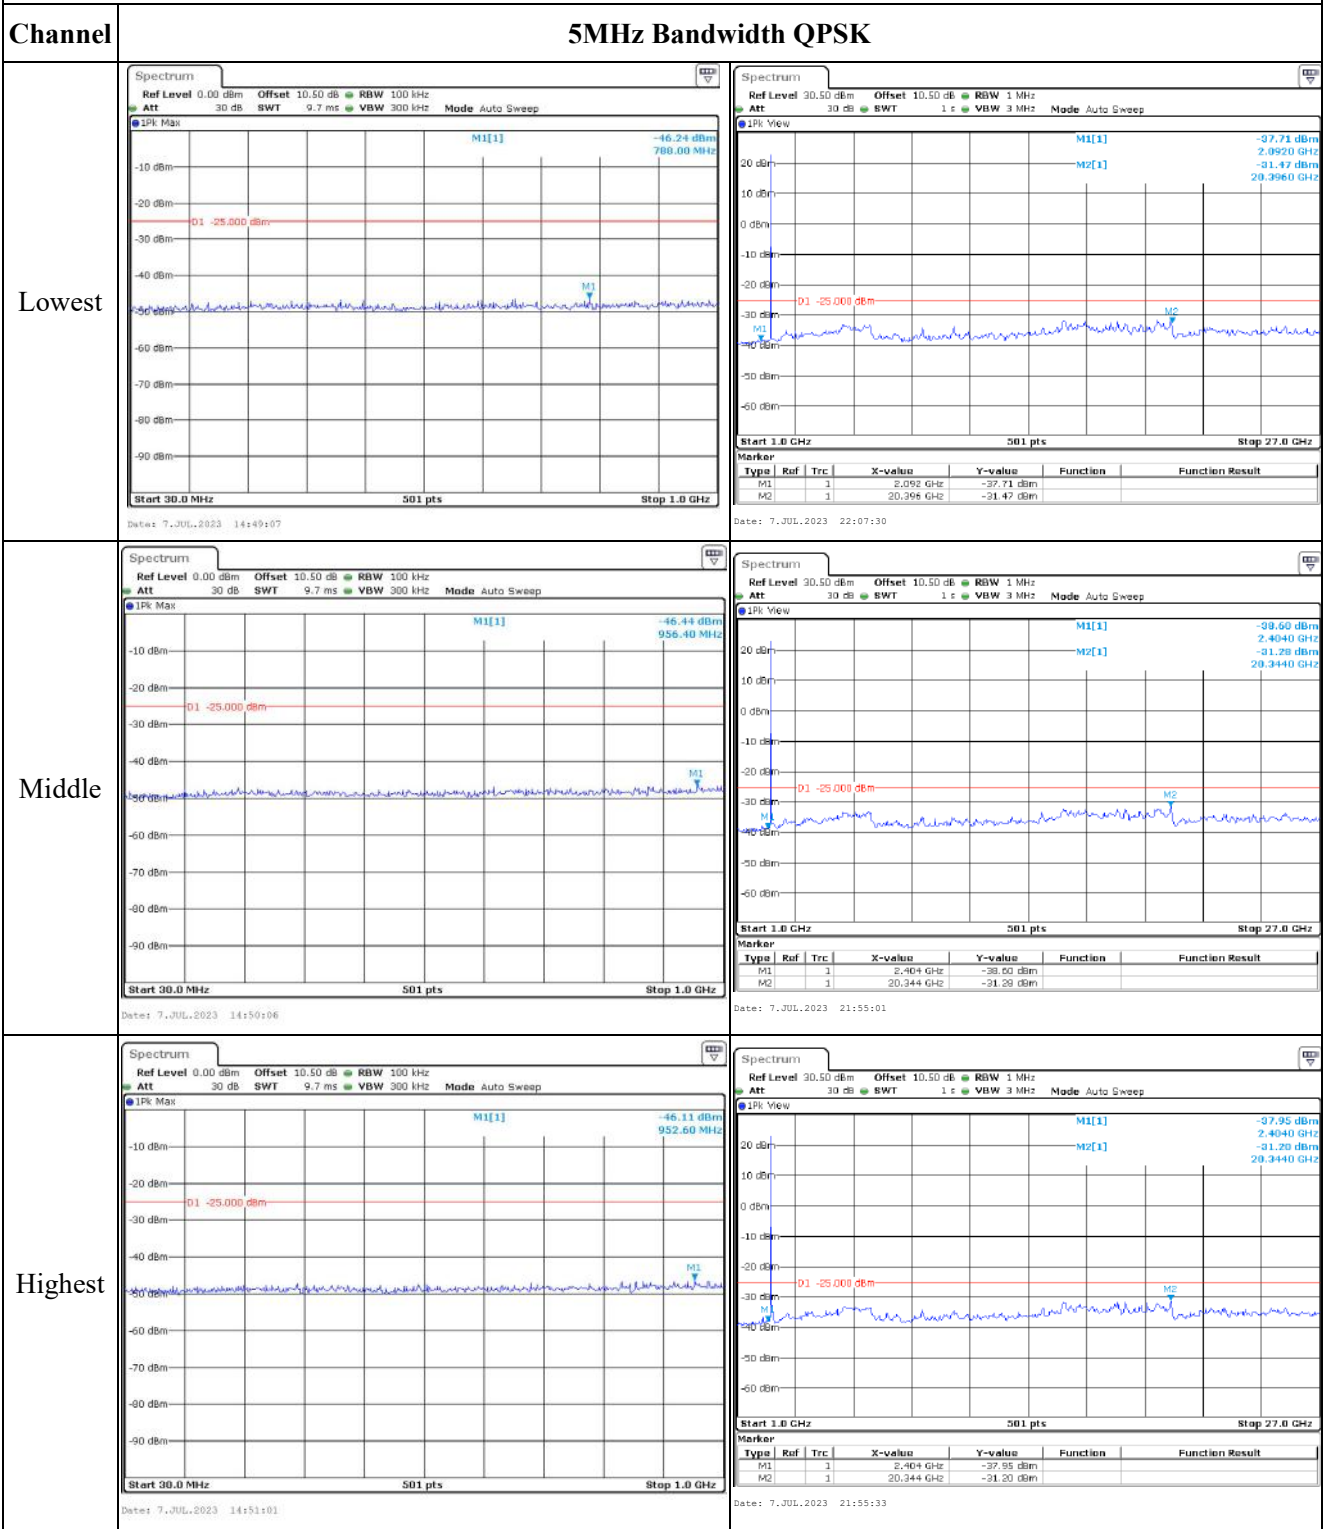 Channel 5MHz Bandwidth QPSK
Lowest
Spectrum
Ref Level 0.00 dBm Offset 10.50 dB RBW 100 kHz
Att 30 dB SWT 9.7 ms VBW 300 kHz Mode Auto Sweep
1Pk Max
M1[1] -46.24 dBm
788.00 MHz
-10 dBm
-20 dBm
D1 -25.000 dBm
-30 dBm
-40 dBm
M1
-50 dBm
-60 dBm
-70 dBm
-80 dBm
-90 dBm
Start 30.0 MHz 501 pts Stop 1.0 GHz
Date: 7.JUL.2023 14:49:07
Spectrum
Ref Level 30.50 dBm Offset 10.50 dB RBW 1 MHz
Att 30 dB SWT 1 s VBW 3 MHz Mode Auto Sweep
1Pk View
M1[1] -37.71 dBm
2.0920 GHz
20 dBm M2[1] -31.47 dBm
20.3960 GHz
10 dBm
0 dBm
-10 dBm
-20 dBm
D1 -25.000 dBm
-30 dBm M2
M1
-40 dBm
-50 dBm
-60 dBm
Start 1.0 GHz 501 pts Stop 27.0 GHz
Marker
Type Ref Trc X-value Y-value Function Function Result
M1 1 2.092 GHz -37.71 dBm
M2 1 20.396 GHz -31.47 dBm
Date: 7.JUL.2023 22:07:30
Middle
Spectrum
Ref Level 0.00 dBm Offset 10.50 dB RBW 100 kHz
Att 30 dB SWT 9.7 ms VBW 300 kHz Mode Auto Sweep
1Pk Max
M1[1] -46.44 dBm
956.40 MHz
-10 dBm
-20 dBm
D1 -25.000 dBm
-30 dBm
-40 dBm
M1
-50 dBm
-60 dBm
-70 dBm
-80 dBm
-90 dBm
Start 30.0 MHz 501 pts Stop 1.0 GHz
Date: 7.JUL.2023 14:50:06
Spectrum
Ref Level 30.50 dBm Offset 10.50 dB RBW 1 MHz
Att 30 dB SWT 1 s VBW 3 MHz Mode Auto Sweep
1Pk View
M1[1] -38.60 dBm
2.4040 GHz
20 dBm M2[1] -31.28 dBm
20.3440 GHz
10 dBm
0 dBm
-10 dBm
-20 dBm
D1 -25.000 dBm
-30 dBm M2
M
-40 dBm
-50 dBm
-60 dBm
Start 1.0 GHz 501 pts Stop 27.0 GHz
Marker
Type Ref Trc X-value Y-value Function Function Result
M1 1 2.404 GHz -38.60 dBm
M2 1 20.344 GHz -31.28 dBm
Date: 7.JUL.2023 21:55:01
Highest
Spectrum
Ref Level 0.00 dBm Offset 10.50 dB RBW 100 kHz
Att 30 dB SWT 9.7 ms VBW 300 kHz Mode Auto Sweep
1Pk Max
M1[1] -46.11 dBm
952.60 MHz
-10 dBm
-20 dBm
D1 -25.000 dBm
-30 dBm
-40 dBm
M1
-50 dBm
-60 dBm
-70 dBm
-80 dBm
-90 dBm
Start 30.0 MHz 501 pts Stop 1.0 GHz
Date: 7.JUL.2023 14:51:01
Spectrum
Ref Level 30.50 dBm Offset 10.50 dB RBW 1 MHz
Att 30 dB SWT 1 s VBW 3 MHz Mode Auto Sweep
1Pk View
M1[1] -37.95 dBm
2.4040 GHz
20 dBm M2[1] -31.20 dBm
20.3440 GHz
10 dBm
0 dBm
-10 dBm
-20 dBm
D1 -25.000 dBm
-30 dBm M2
M
-40 dBm
-50 dBm
-60 dBm
Start 1.0 GHz 501 pts Stop 27.0 GHz
Marker
Type Ref Trc X-value Y-value Function Function Result
M1 1 2.404 GHz -37.95 dBm
M2 1 20.344 GHz -31.20 dBm
Date: 7.JUL.2023 21:55:33